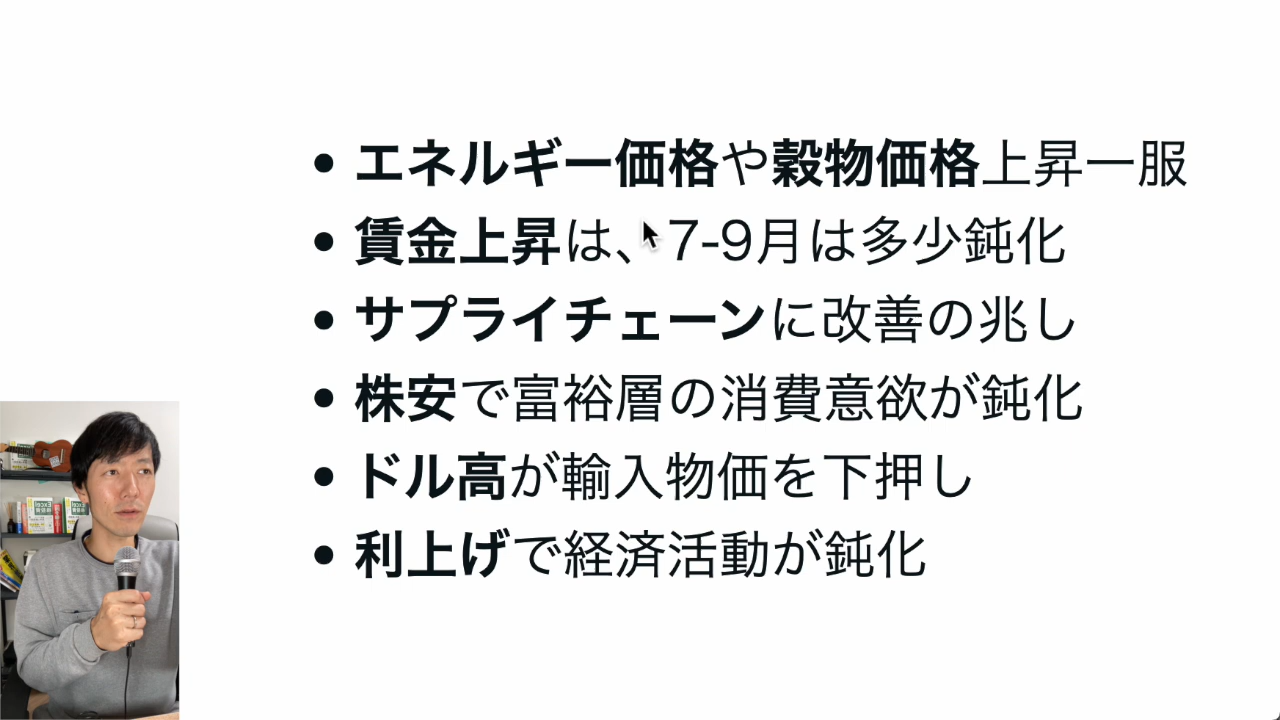 • エネルギー価格や穀物価格上昇一服
• 賃金上昇は、7-9月は多少鈍化
• サプライチェーンに改善の兆し
• 株安で富裕層の消費意欲が鈍化
• ドル高が輸入物価を下押し
• 利上げで経済活動が鈍化